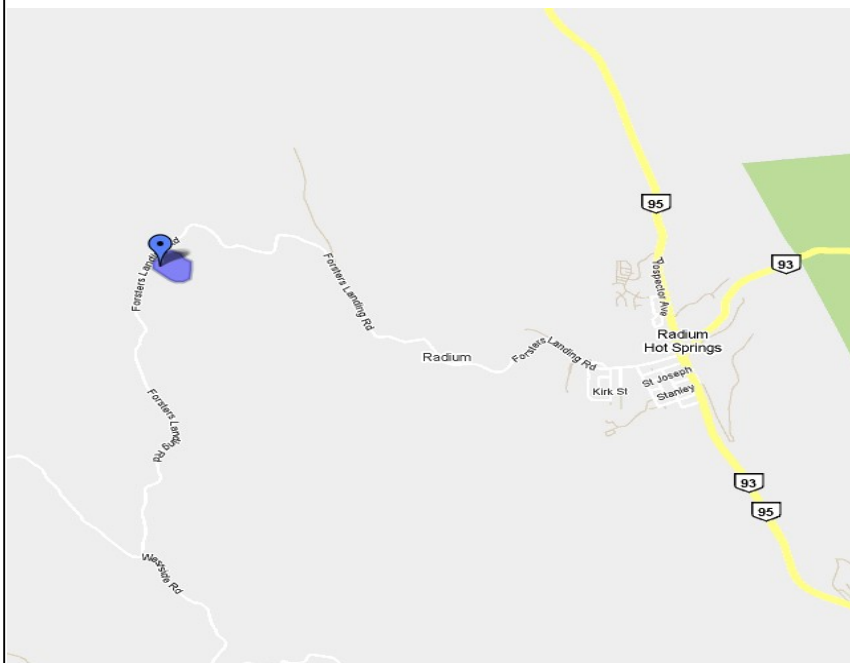 95
93
Prospector Ave
Radium
Hot Springs
Forsters Landing Rd
Forsters Landing Rd
Radium
Forsters Landing Rd
St Joseph
Kirk St
Stanley
Forsters Landing Rd
93
95
Westside Rd